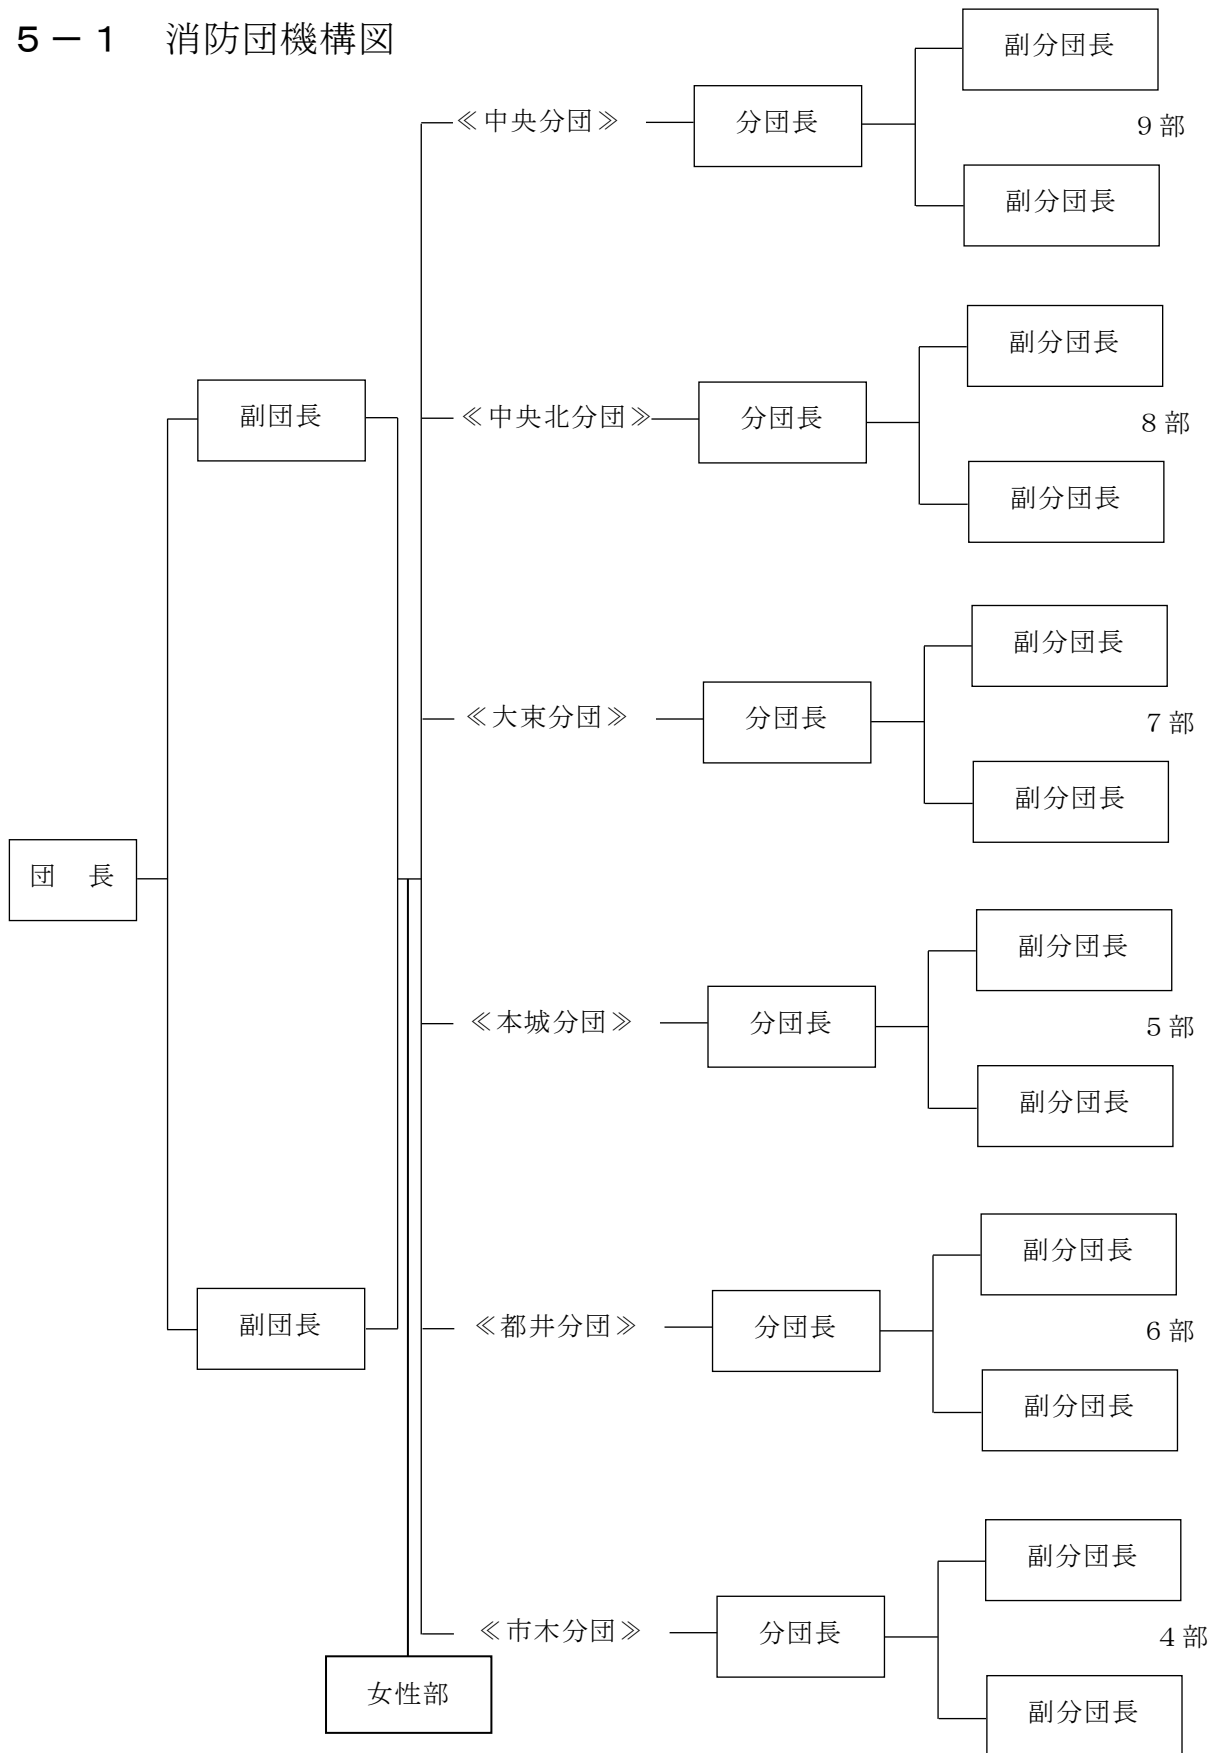 ５－１　消防団機構図
副分団長
≪中央分団≫
分団長
９部
副分団長
副分団長
副団長
≪中央北分団≫
分団長
８部
副分団長
副分団長
≪大束分団≫
分団長
７部
副分団長
団　長
副分団長
≪本城分団≫
分団長
５部
副分団長
副分団長
副団長
≪都井分団≫
分団長
６部
副分団長
副分団長
≪市木分団≫
分団長
４部
女性部
副分団長